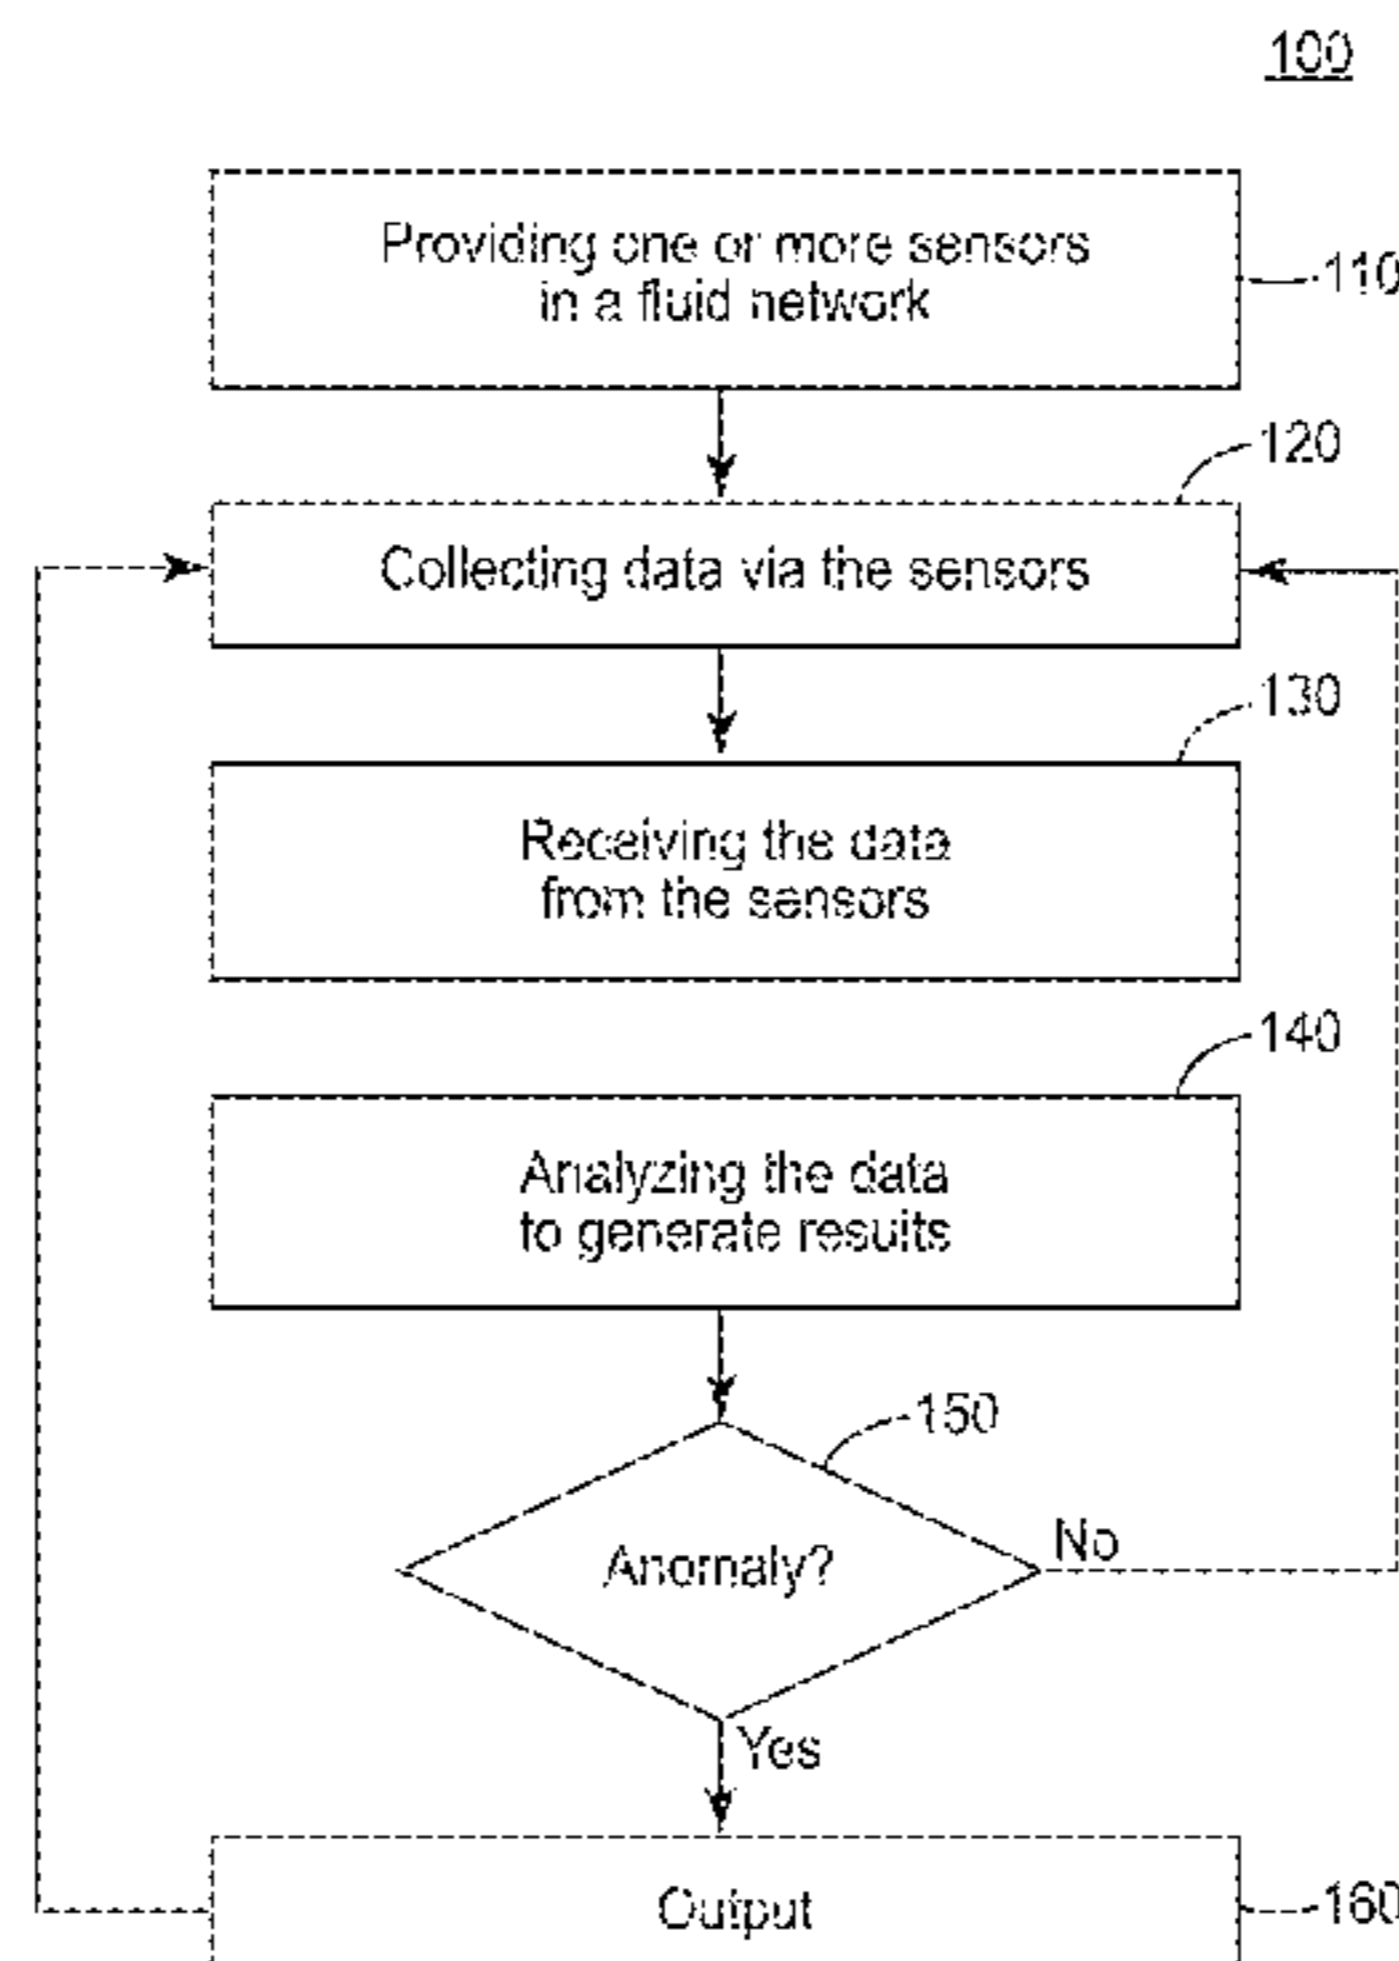 100
Providing one or more sensors
in a fluid network
110
120
Collecting data via the sensors
130
Receiving the data
from the sensors
140
Analyzing the data
to generate results
150
Anomaly?
No
Yes
Output
160